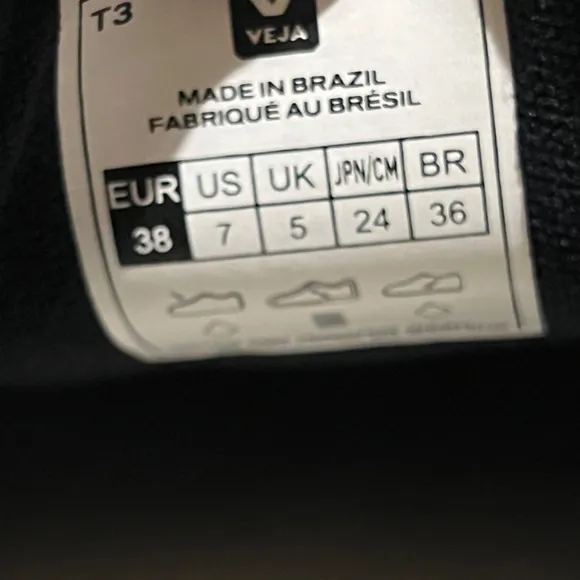 T3
VEJA
MADE IN BRAZIL
FABRIQUÉ AU BRÉSIL
EUR US UK JPN/CM BR
38 7 5 24 36